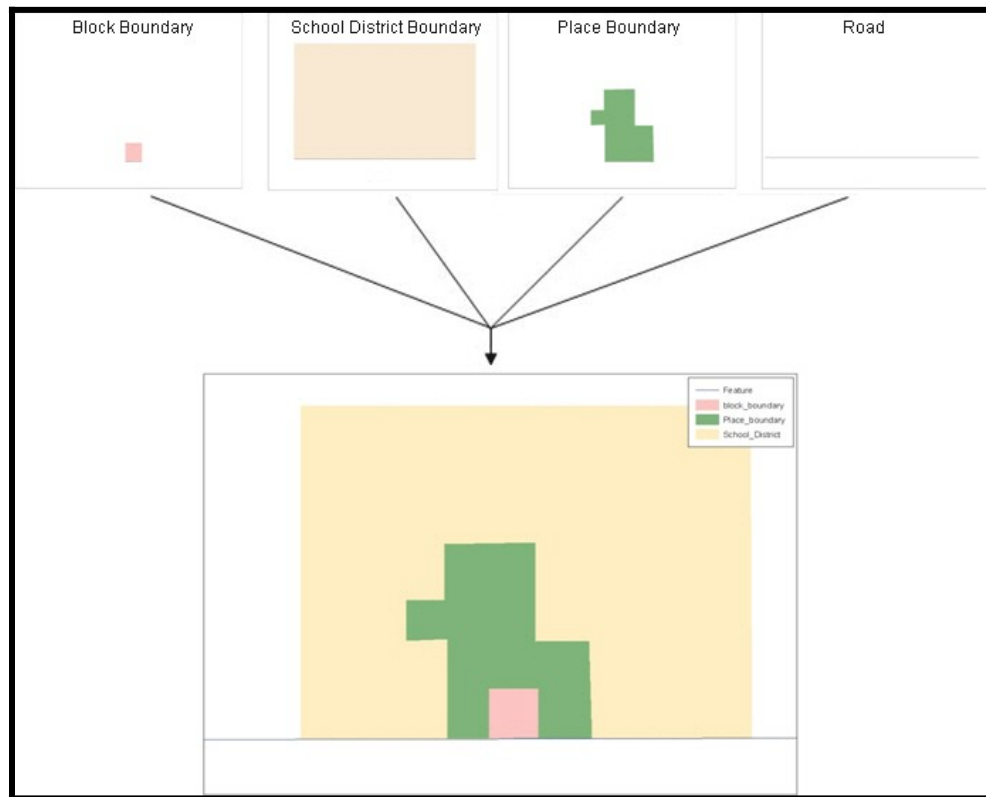 Block Boundary
School District Boundary
Place Boundary
Road
Feature
block_boundary
Place_boundary
School_District